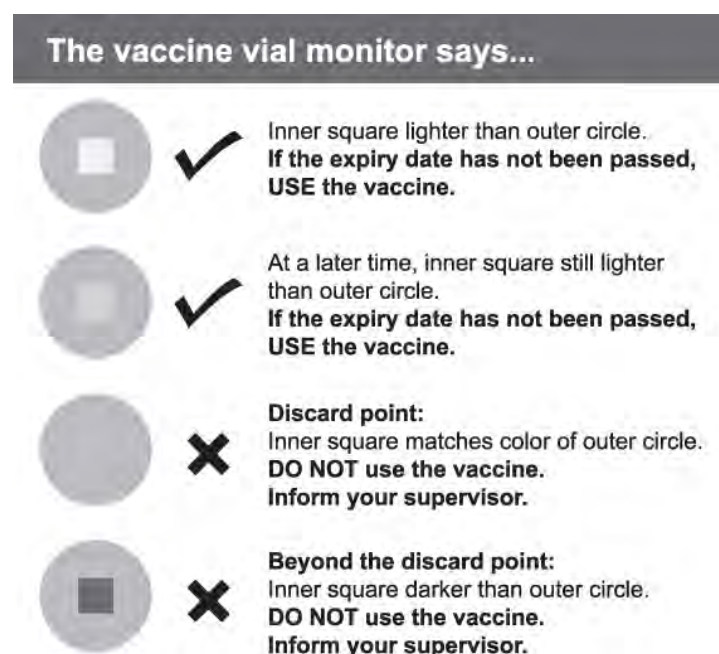 The vaccine vial monitor says...
Inner square lighter than outer circle.
If the expiry date has not been passed,
USE the vaccine.
At a later time, inner square still lighter
than outer circle.
If the expiry date has not been passed,
USE the vaccine.
Discard point:
Inner square matches color of outer circle.
DO NOT use the vaccine.
Inform your supervisor.
Beyond the discard point:
Inner square darker than outer circle.
DO NOT use the vaccine.
Inform your supervisor.